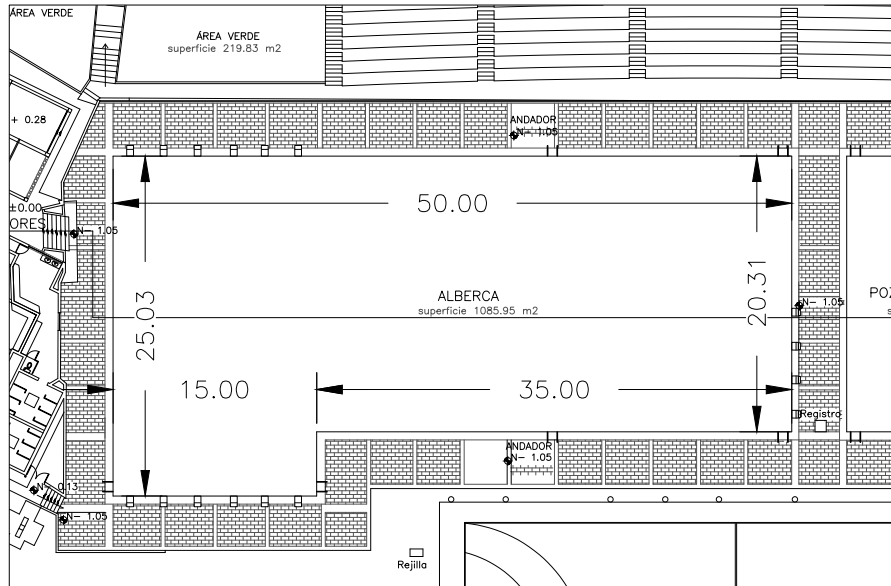 ÁREA VERDE
ÁREA VERDE
superficie 219.83 m2
+ 0.28
ANDADOR
N- 1.05
±0.00
ORES
N- 1.05
50.00
25.03
20.31
ALBERCA
superficie 1085.95 m2
N- 1.05
POZ
s
15.00
35.00
Registro
ANDADOR
N- 1.05
N- 0.13
N- 1.05
Rejilla